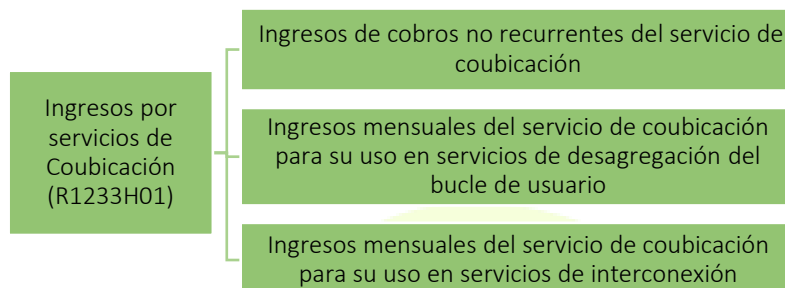 Ingresos por
servicios de
Coubicación
(R1233H01)
Ingresos de cobros no recurrentes del servicio de
coubicación
Ingresos mensuales del servicio de coubicación
para su uso en servicios de desagregación del
bucle de usuario
Ingresos mensuales del servicio de coubicación
para su uso en servicios de interconexión